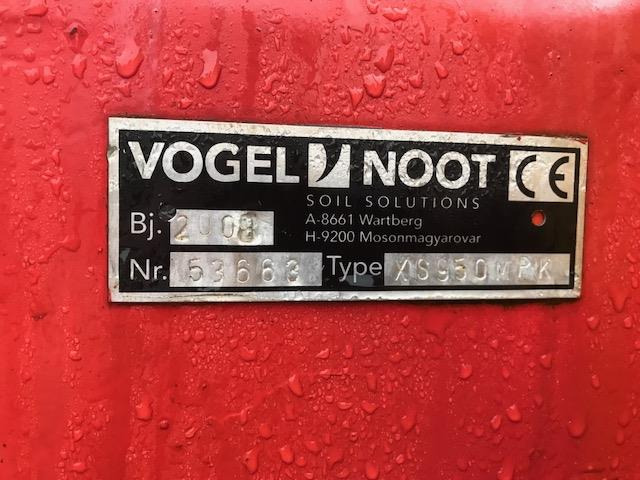 VOGEL NOOT CE
SOIL SOLUTIONS
A-8661 Wartberg
H-9200 Mosonmagyarovar
Bj. 2008
Nr. 53663 Type XS950MPK